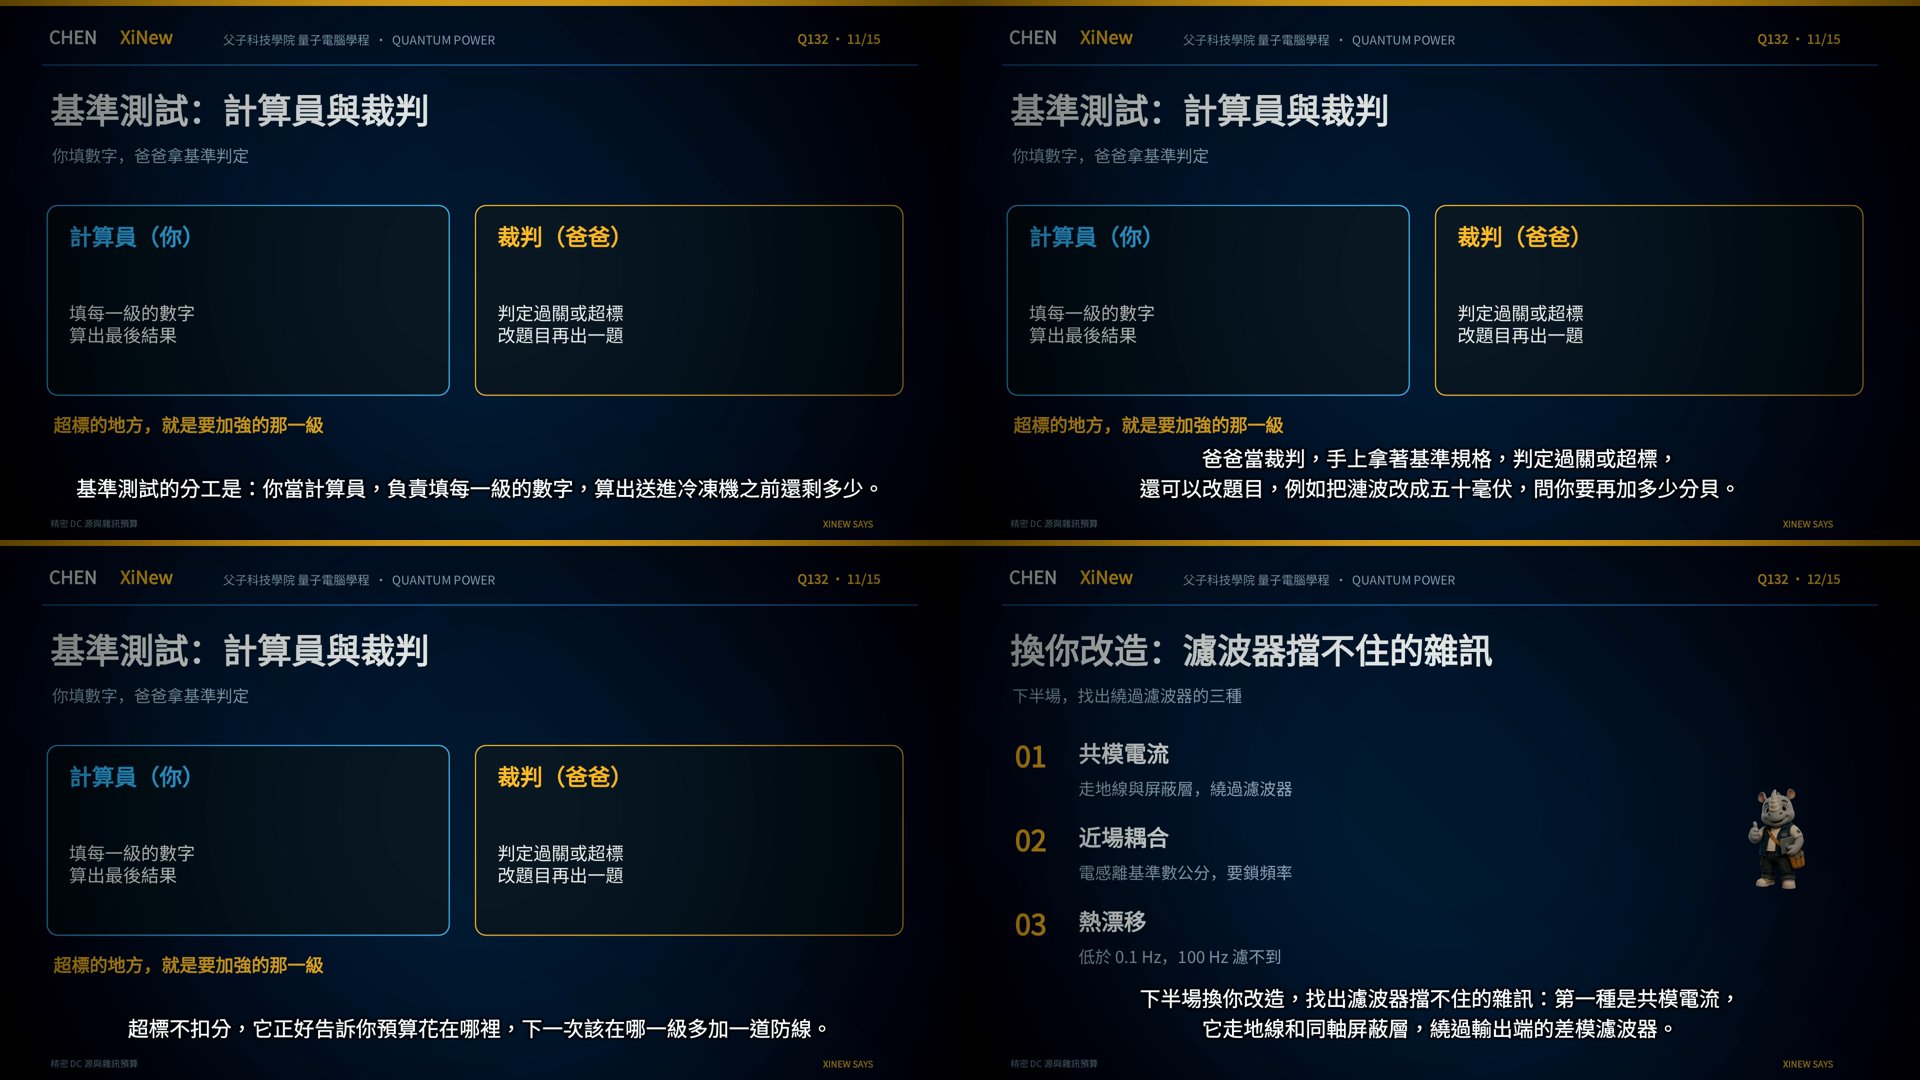 CHEN XiNew 父子科技學院 量子電腦學程 · QUANTUM POWER Q132 · 11/15
基準測試：計算員與裁判
你填數字，爸爸拿基準判定
計算員（你）
填每一級的數字
算出最後結果
裁判（爸爸）
判定過關或超標
改題目再出一題
超標的地方，就是要加強的那一級
基準測試的分工是：你當計算員，負責填每一級的數字，算出送進冷凍機之前還剩多少。
精密 DC 源與雜訊預算 XINEW SAYS
CHEN XiNew 父子科技學院 量子電腦學程 · QUANTUM POWER Q132 · 11/15
基準測試：計算員與裁判
你填數字，爸爸拿基準判定
計算員（你）
填每一級的數字
算出最後結果
裁判（爸爸）
判定過關或超標
改題目再出一題
超標的地方，就是要加強的那一級
爸爸當裁判，手上拿著基準規格，判定過關或超標，
還可以改題目，例如把漣波改成五十毫伏，問你要再加多少分貝。
精密 DC 源與雜訊預算 XINEW SAYS
CHEN XiNew 父子科技學院 量子電腦學程 · QUANTUM POWER Q132 · 11/15
基準測試：計算員與裁判
你填數字，爸爸拿基準判定
計算員（你）
填每一級的數字
算出最後結果
裁判（爸爸）
判定過關或超標
改題目再出一題
超標的地方，就是要加強的那一級
超標不扣分，它正好告訴你預算花在哪裡，下一次該在哪一級多加一道防線。
精密 DC 源與雜訊預算 XINEW SAYS
CHEN XiNew 父子科技學院 量子電腦學程 · QUANTUM POWER Q132 · 12/15
換你改造：濾波器擋不住的雜訊
下半場，找出繞過濾波器的三種
01 共模電流
走地線與屏蔽層，繞過濾波器
02 近場耦合
電感離基準數公分，要鎖頻率
03 熱漂移
低於 0.1 Hz，100 Hz 濾不到
下半場換你改造，找出濾波器擋不住的雜訊：第一種是共模電流，
它走地線和同軸屏蔽層，繞過輸出端的差模濾波器。
精密 DC 源與雜訊預算 XINEW SAYS